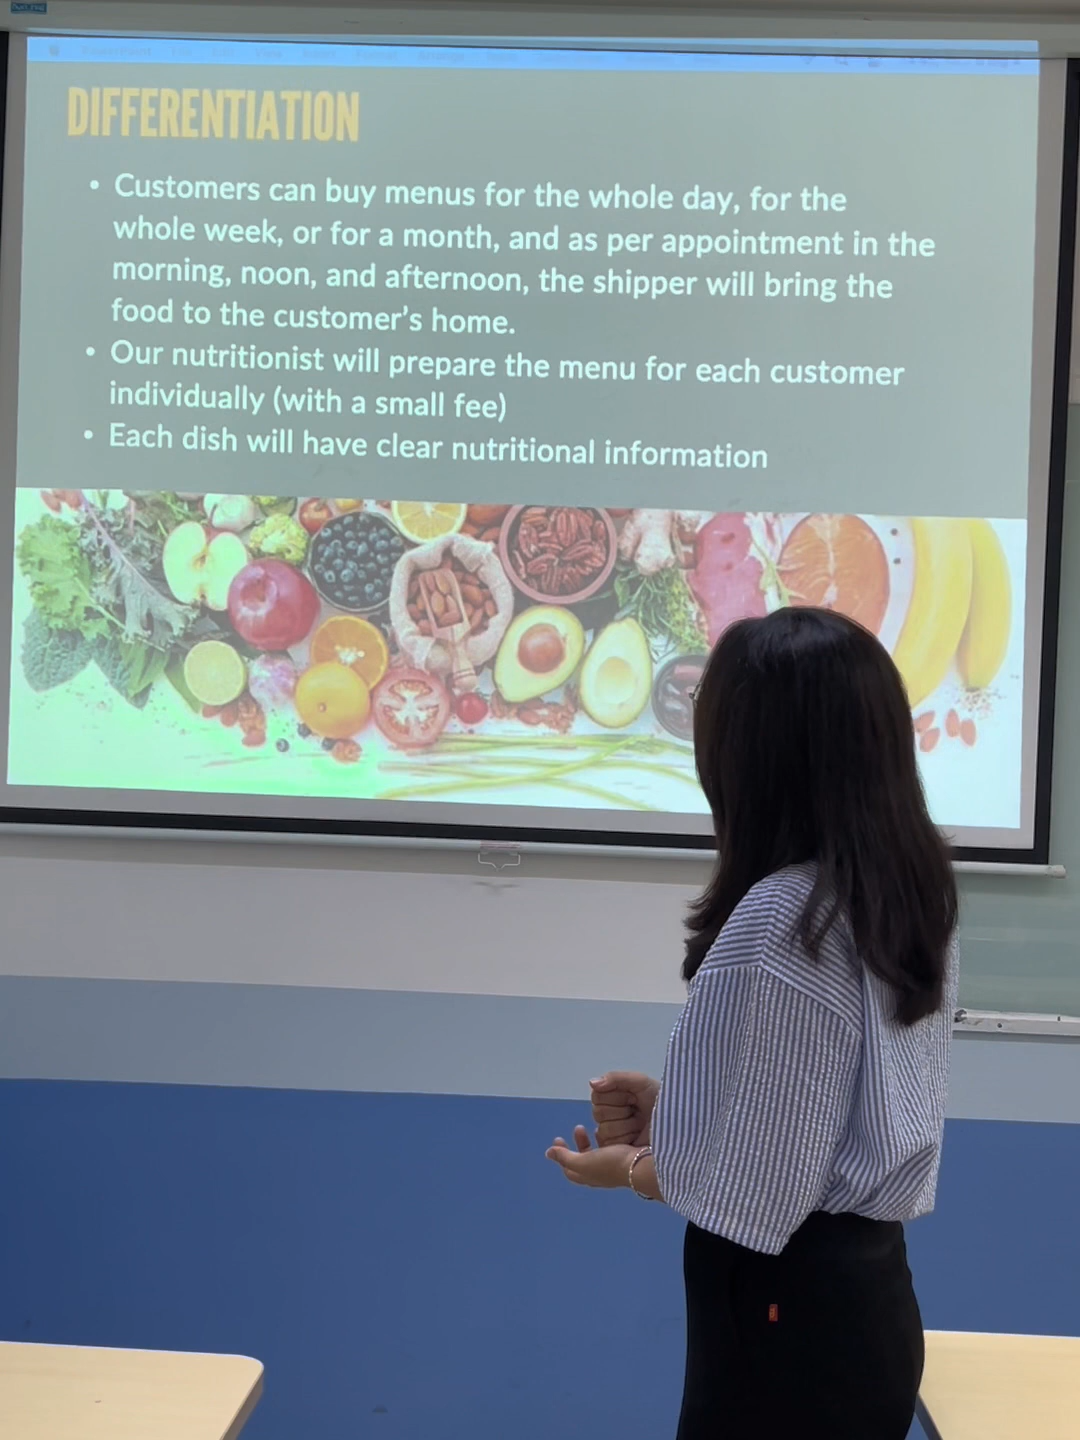 PowerPoint
DIFFERENTIATION
• Customers can buy menus for the whole day, for the
whole week, or for a month, and as per appointment in the
morning, noon, and afternoon, the shipper will bring the
food to the customer's home.
• Our nutritionist will prepare the menu for each customer
individually (with a small fee)
• Each dish will have clear nutritional information